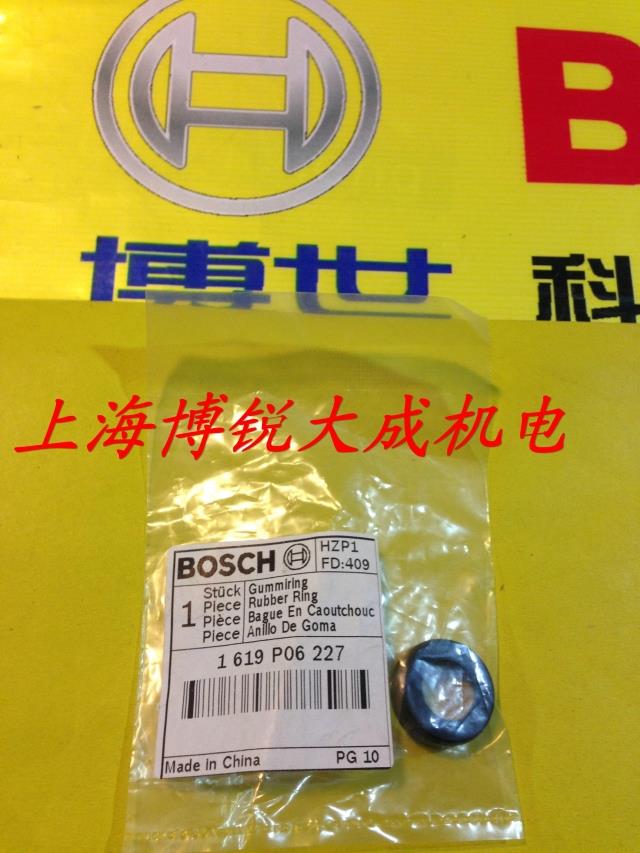 B
博世 科
上海博锐大成机电
BOSCH
HZP1
FD:409
1
Stück Gummiring
Piece Rubber Ring
Pièce Bague En Caoutchouc
Piece Anillo De Goma
1 619 P06 227
Made in China PG 10